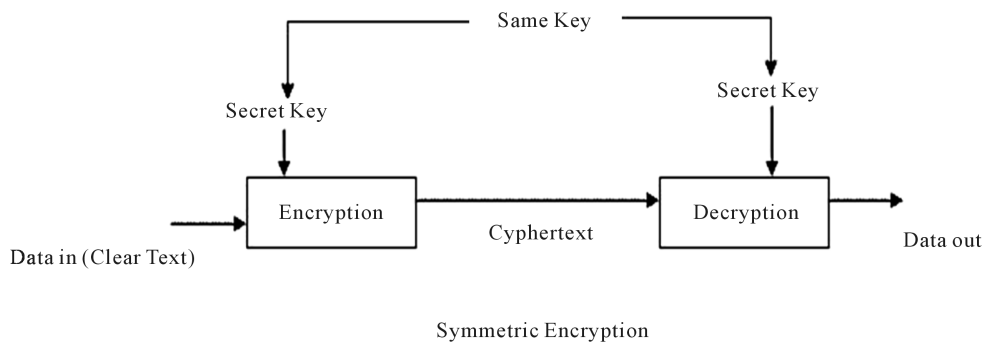 Same Key
Secret Key
Secret Key
Encryption
Decryption
Cyphertext
Data in (Clear Text)
Data out
Symmetric Encryption